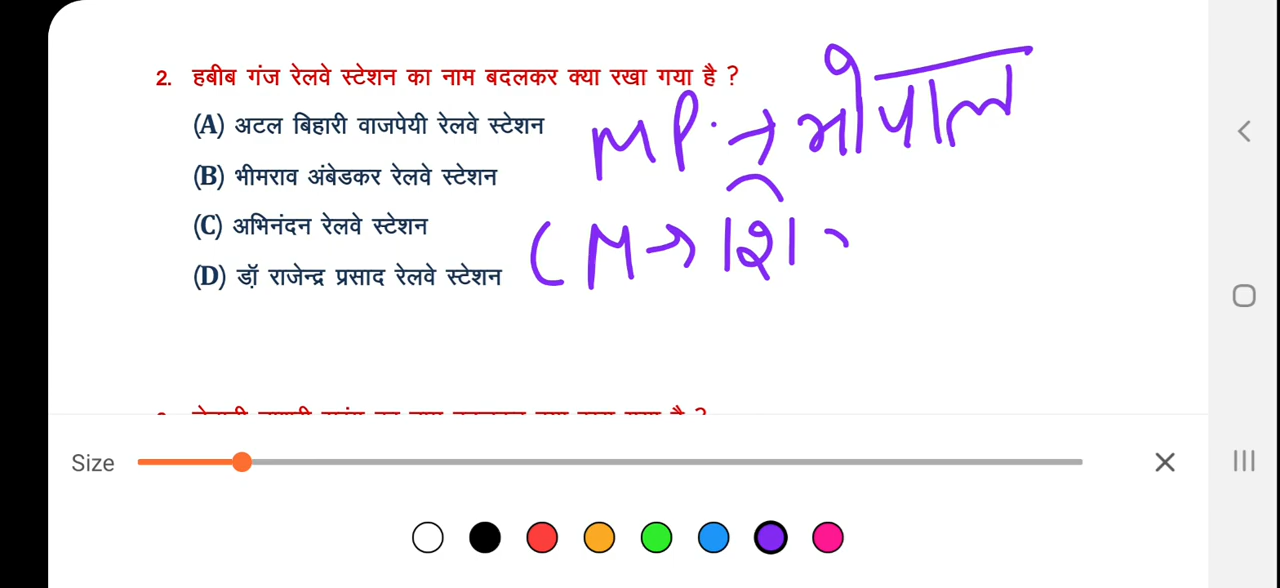 2. हबीब गंज रेलवे स्टेशन का नाम बदलकर क्या रखा गया है ?
(A) अटल बिहारी वाजपेयी रेलवे स्टेशन
(B) भीमराव अंबेडकर रेलवे स्टेशन
(C) अभिनंदन रेलवे स्टेशन
(D) डॉ़ राजेन्द्र प्रसाद रेलवे स्टेशन
MP. → भोपाल
(M → शि
Size